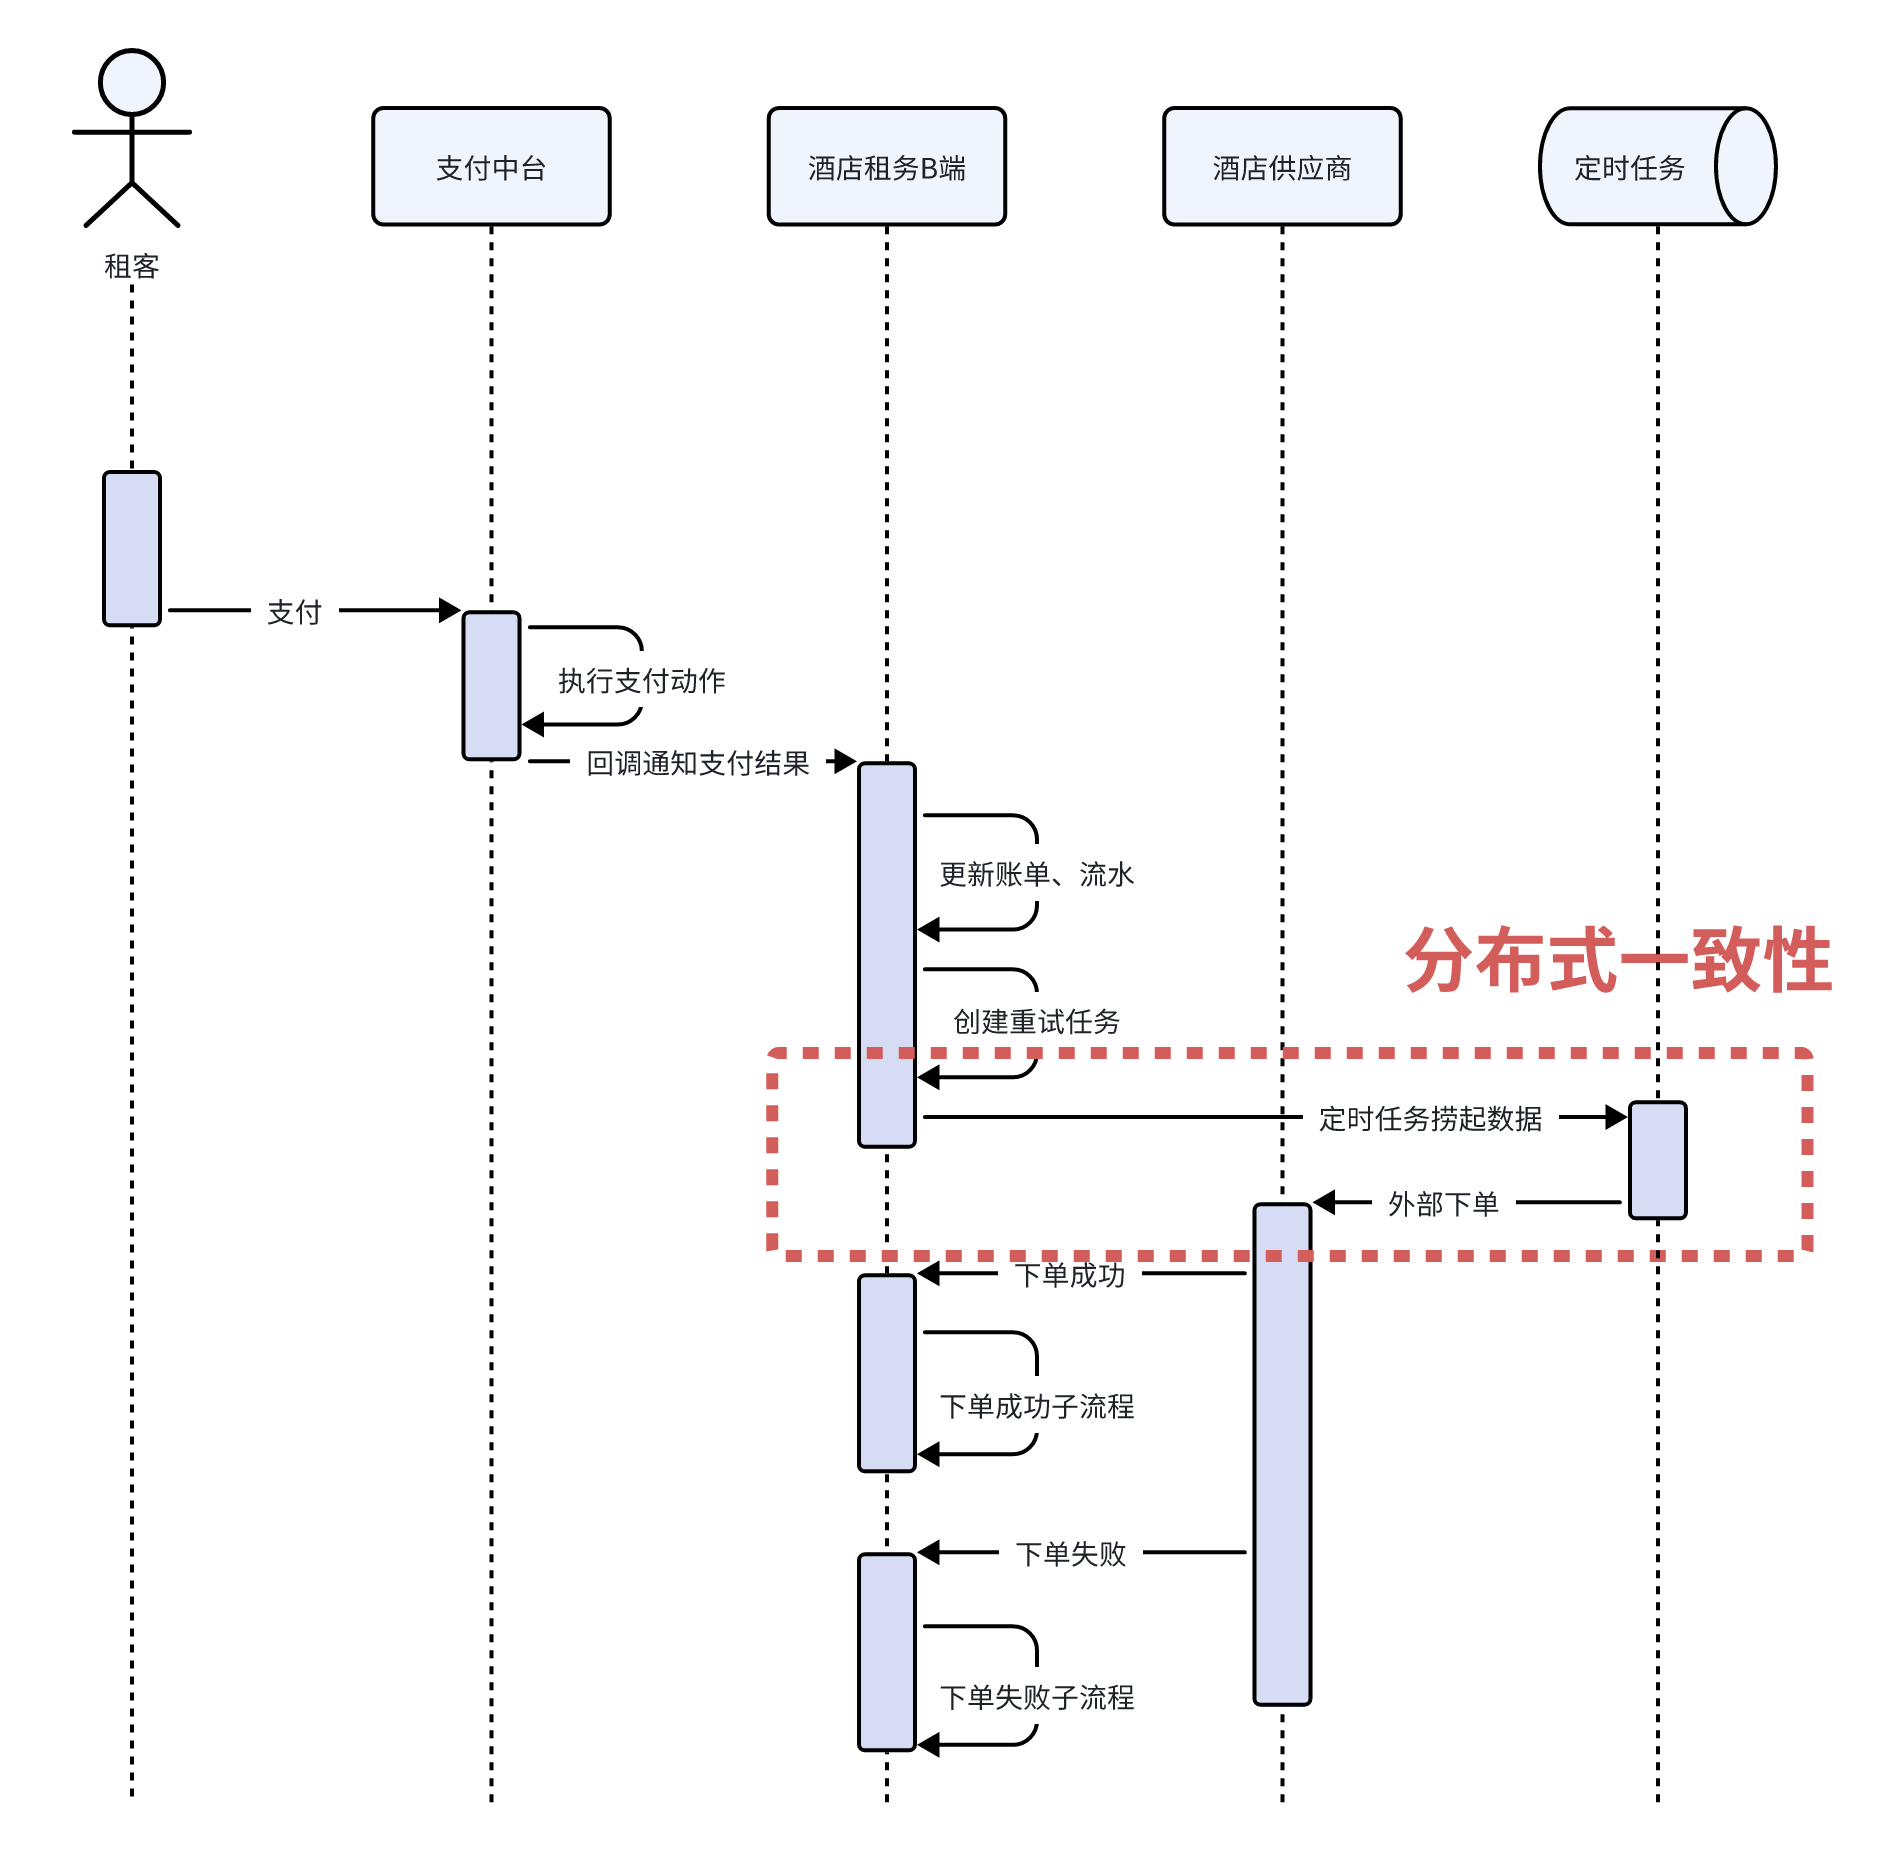 支付中台
酒店租务B端
酒店供应商
定时任务
租客
支付
执行支付动作
回调通知支付结果
更新账单、流水
分布式一致性
创建重试任务
定时任务捞起数据
外部下单
下单成功
下单成功子流程
下单失败
下单失败子流程